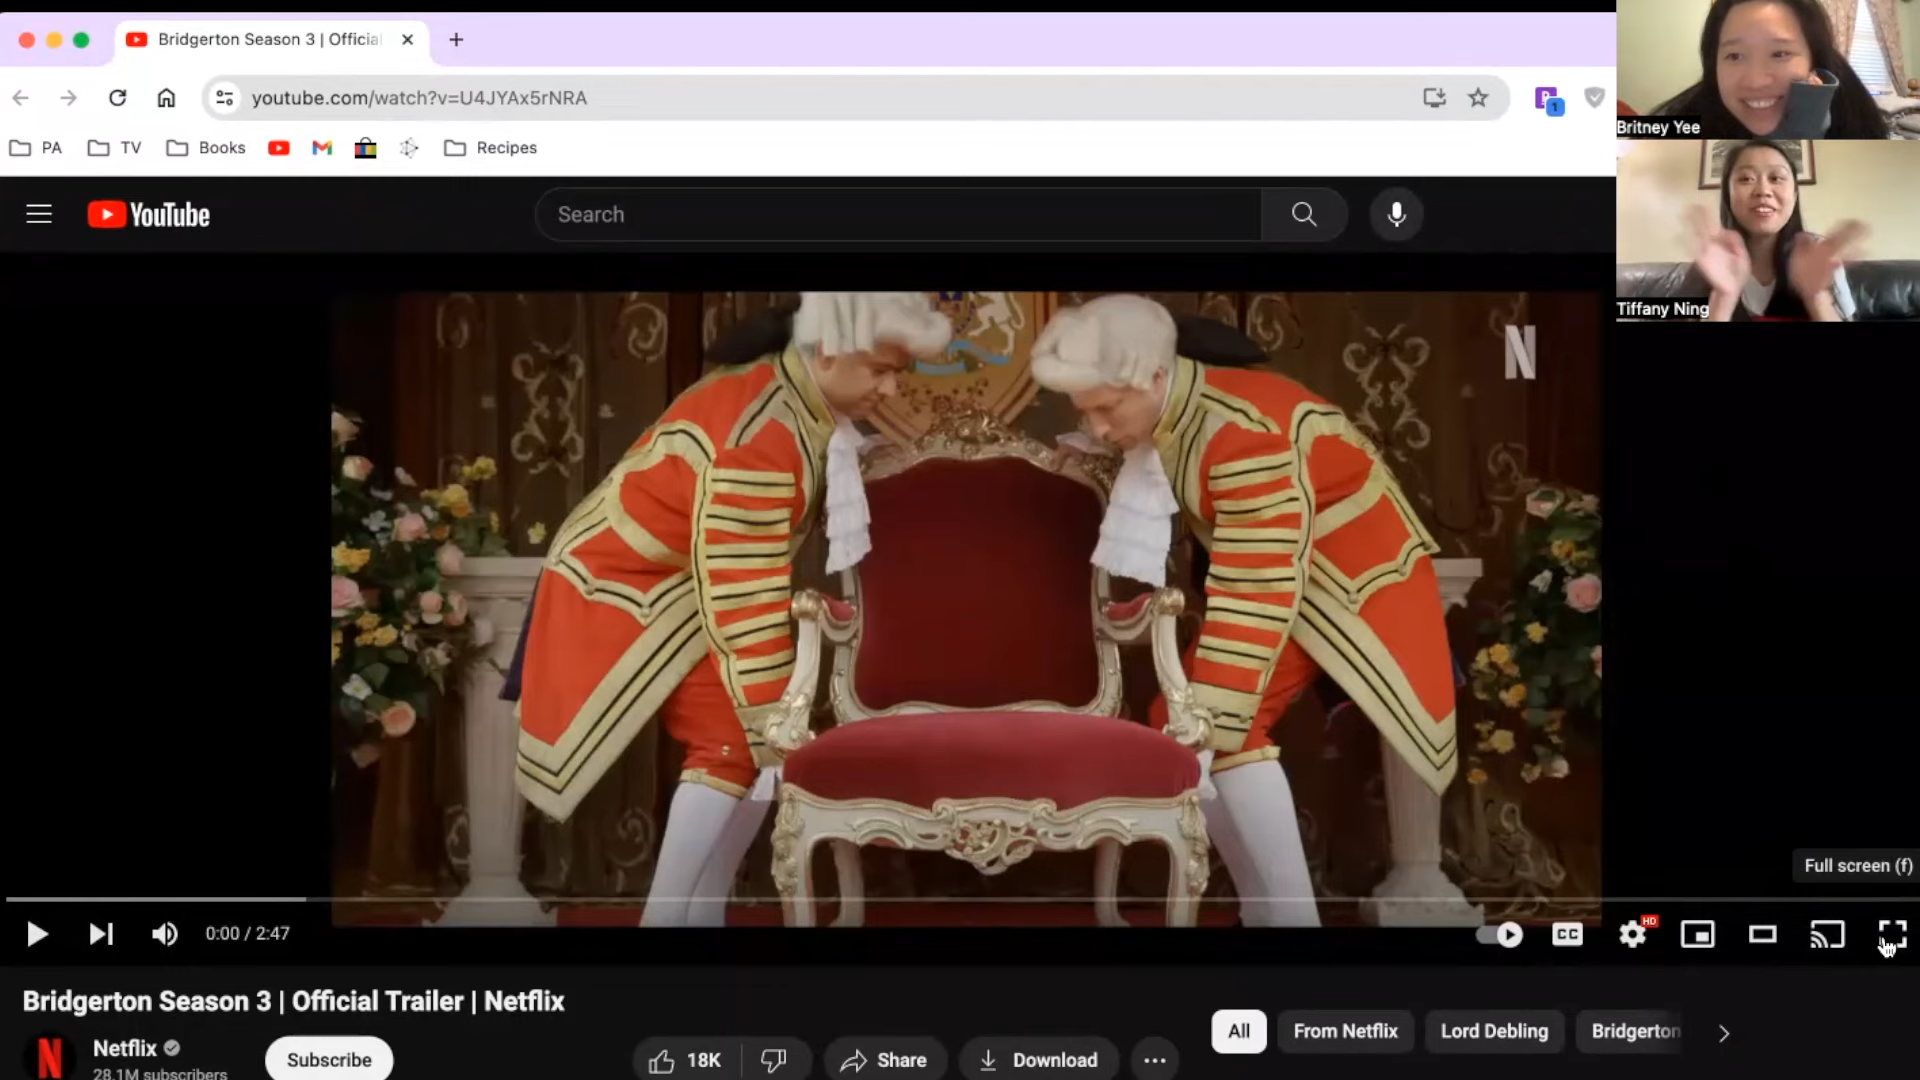 Bridgerton Season 3 | Officia
youtube.com/watch?v=U4JYAx5rNRA
1
PA TV Books Recipes
Britney Yee
YouTube
Search
Tiffany Ning
N
Full screen (f)
0:00 / 2:47
CC
HD
Bridgerton Season 3 | Official Trailer | Netflix
All From Netflix Lord Debling Bridgerton
N Netflix
Subscribe
18K
Share
Download
28.1M subscribers